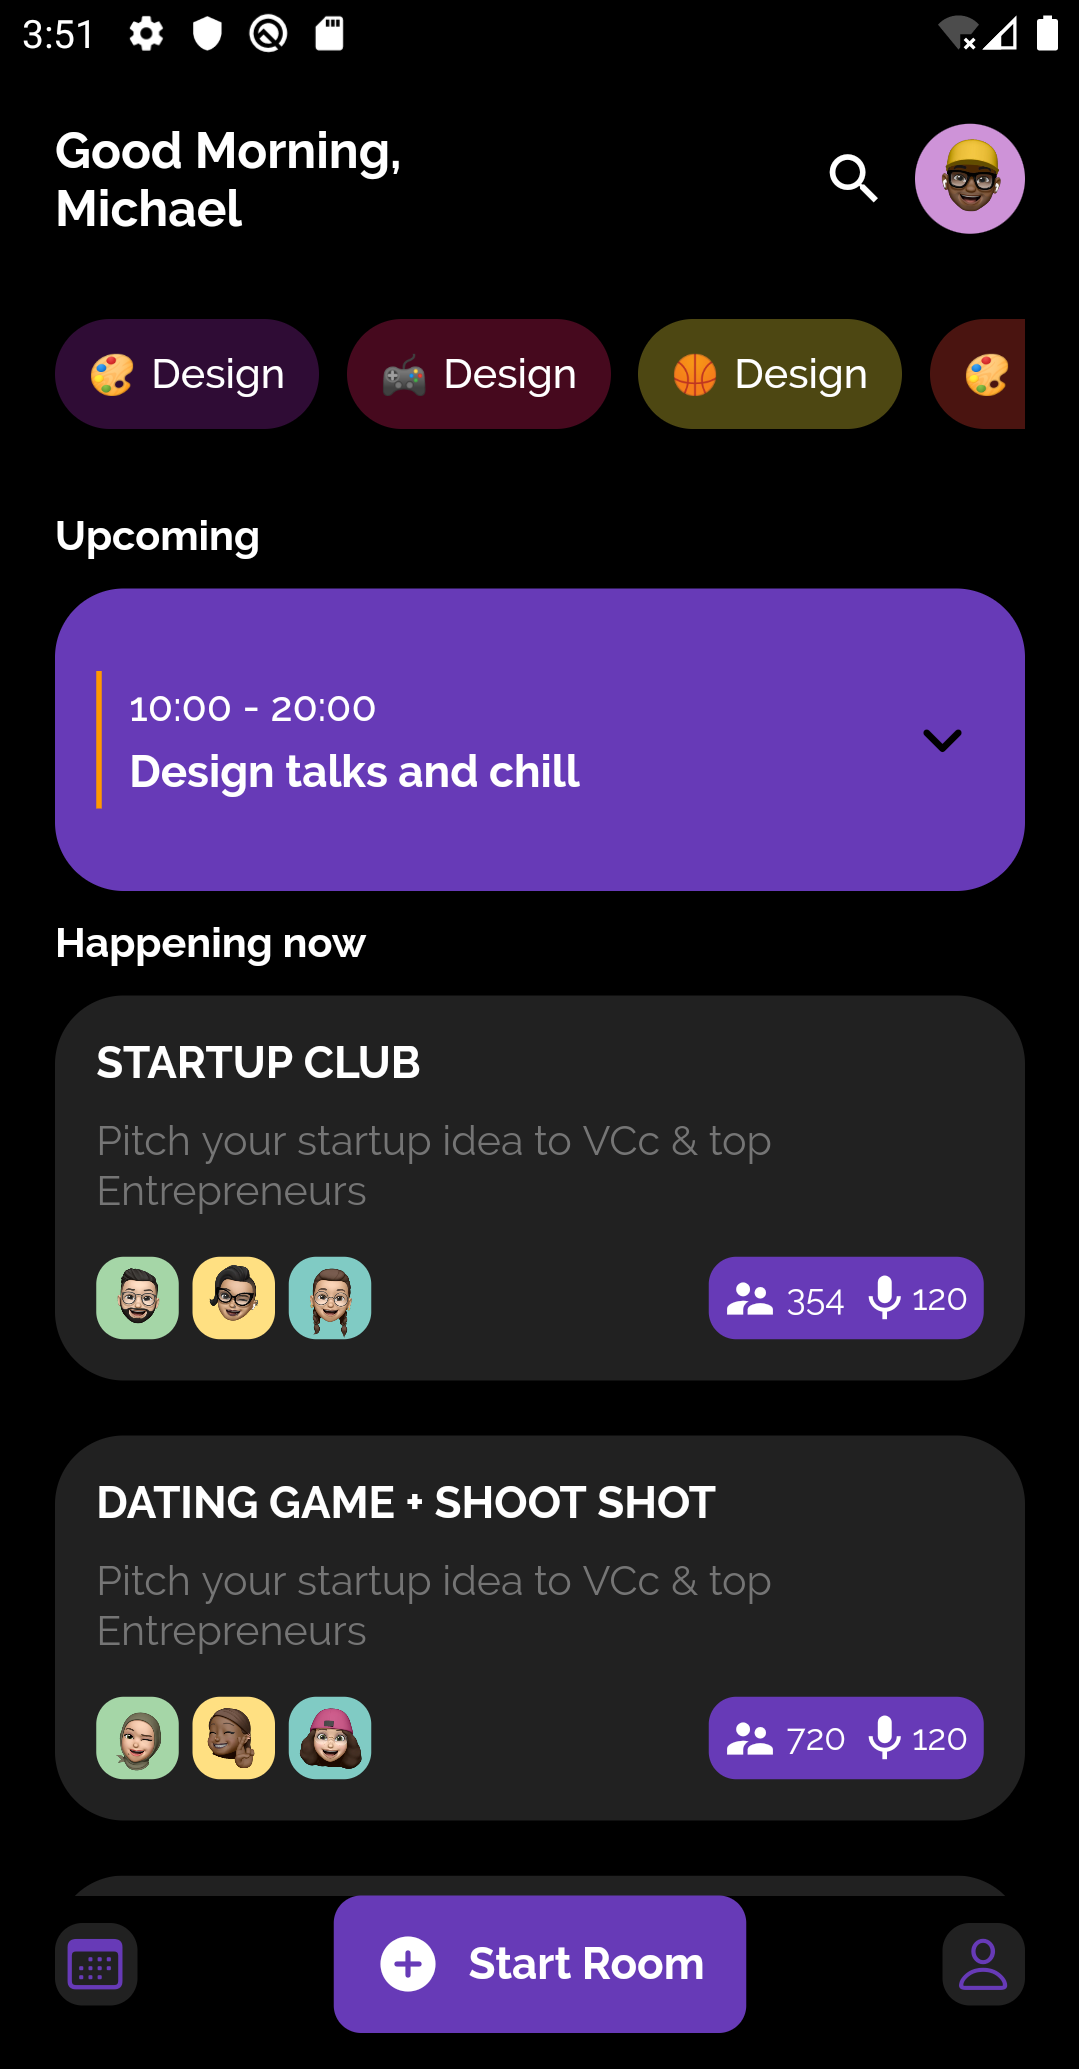 3:51
Good Morning,
Michael
Design
Design
Design
Upcoming
10:00 - 20:00
Design talks and chill
Happening now
STARTUP CLUB
Pitch your startup idea to VCc & top
Entrepreneurs
354
120
DATING GAME + SHOOT SHOT
Pitch your startup idea to VCc & top
Entrepreneurs
720
120
Start Room